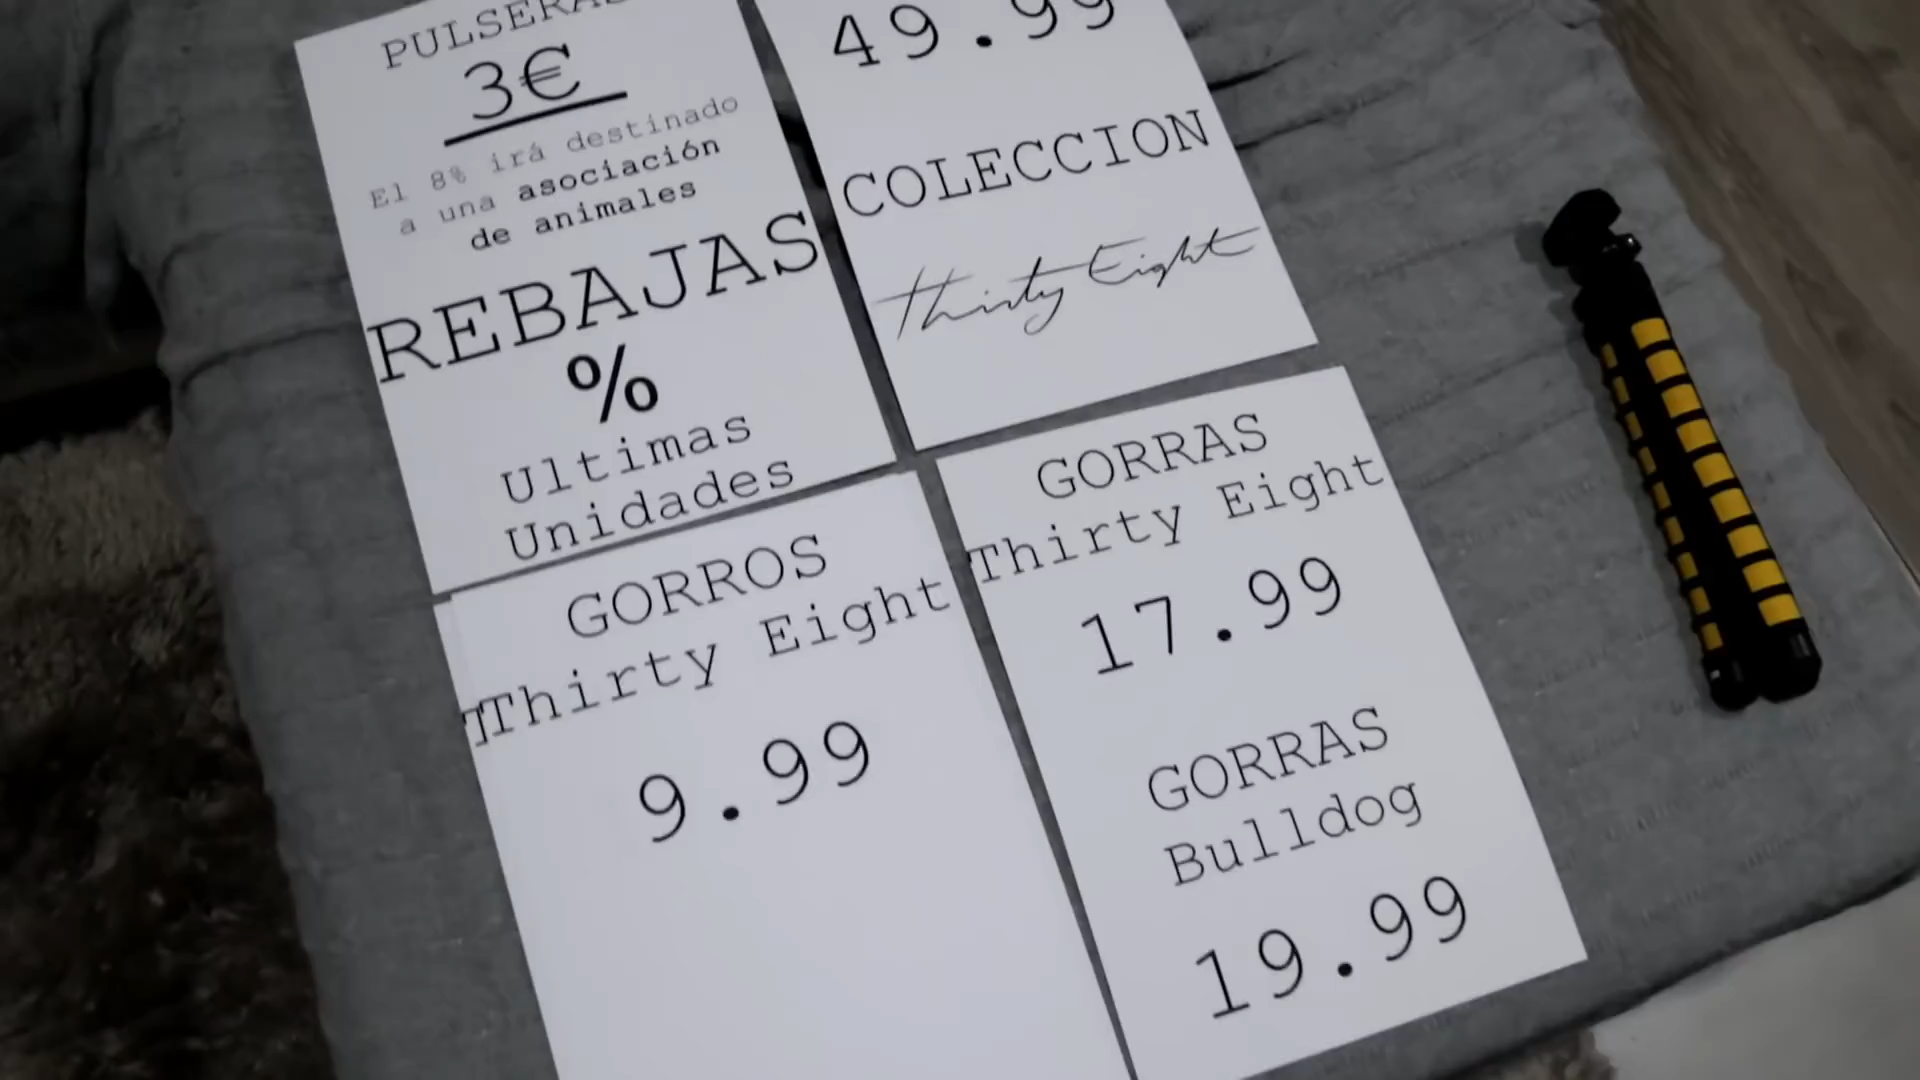 PULSERAS
3€
El 8% irá destinado
a una asociación
de animales
REBAJAS
%
Ultimas
Unidades
49.99
COLECCION
Thirty Eight
GORROS
Thirty Eight
9.99
GORRAS
Thirty Eight
17.99
GORRAS
Bulldog
19.99